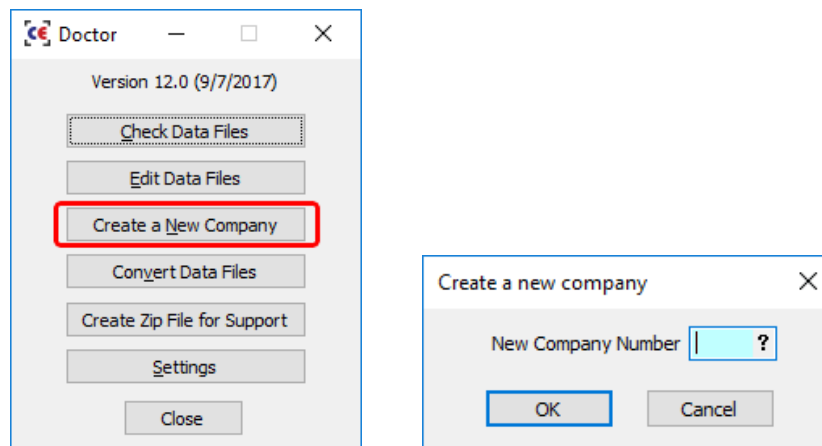 CE Doctor
Version 12.0 (9/7/2017)
Check Data Files
Edit Data Files
Create a New Company
Convert Data Files
Create Zip File for Support
Settings
Close
Create a new company
New Company Number ?
OK Cancel